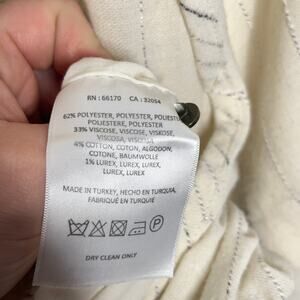 RN : 66170 CA : 32054
62% POLYESTER, POLYESTER, POLIESTER
POLIESTERE, POLYESTER
33% VISCOSE, VISCOSE, VISKOSE,
VISCOSA, VISCOSA
4% COTTON, COTON, ALGODON,
COTONE, BAUMWOLLE
1% LUREX, LUREX, LUREX,
LUREX, LUREX
MADE IN TURKEY, HECHO EN TURQUIA,
FABRIQUÉ EN TURQUIE
P
DRY CLEAN ONLY